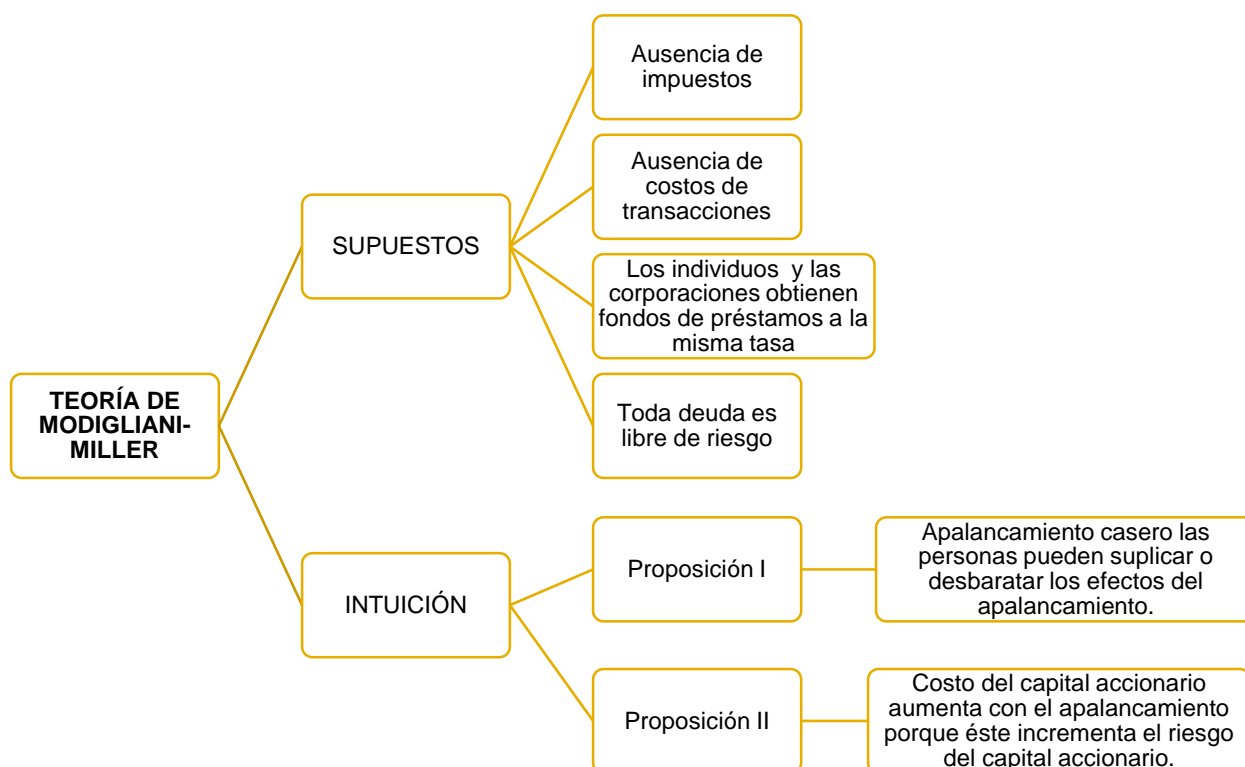 TEORÍA DE
MODIGLIANI-
MILLER
SUPUESTOS
Ausencia de
impuestos
Ausencia de
costos de
transacciones
Los individuos y las
corporaciones obtienen
fondos de préstamos a la
misma tasa
Toda deuda es
libre de riesgo
INTUICIÓN
Proposición I
Apalancamiento casero las
personas pueden suplicar o
desbaratar los efectos del
apalancamiento.
Proposición II
Costo del capital accionario
aumenta con el apalancamiento
porque éste incrementa el riesgo
del capital accionario.